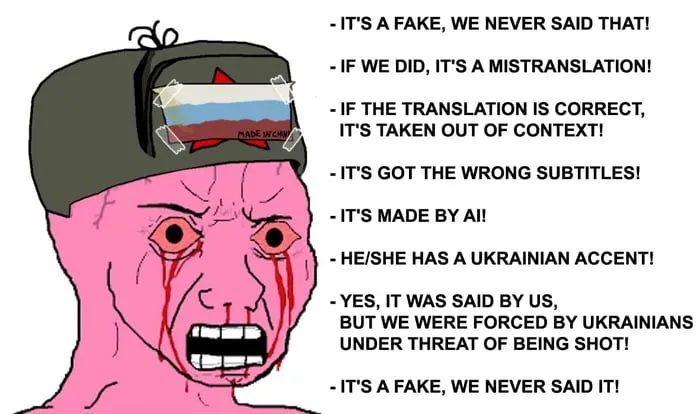 MADE IN CHINA
- IT'S A FAKE, WE NEVER SAID THAT!
- IF WE DID, IT'S A MISTRANSLATION!
- IF THE TRANSLATION IS CORRECT,
IT'S TAKEN OUT OF CONTEXT!
- IT'S GOT THE WRONG SUBTITLES!
- IT'S MADE BY AI!
- HE/SHE HAS A UKRAINIAN ACCENT!
- YES, IT WAS SAID BY US,
BUT WE WERE FORCED BY UKRAINIANS
UNDER THREAT OF BEING SHOT!
- IT'S A FAKE, WE NEVER SAID IT!